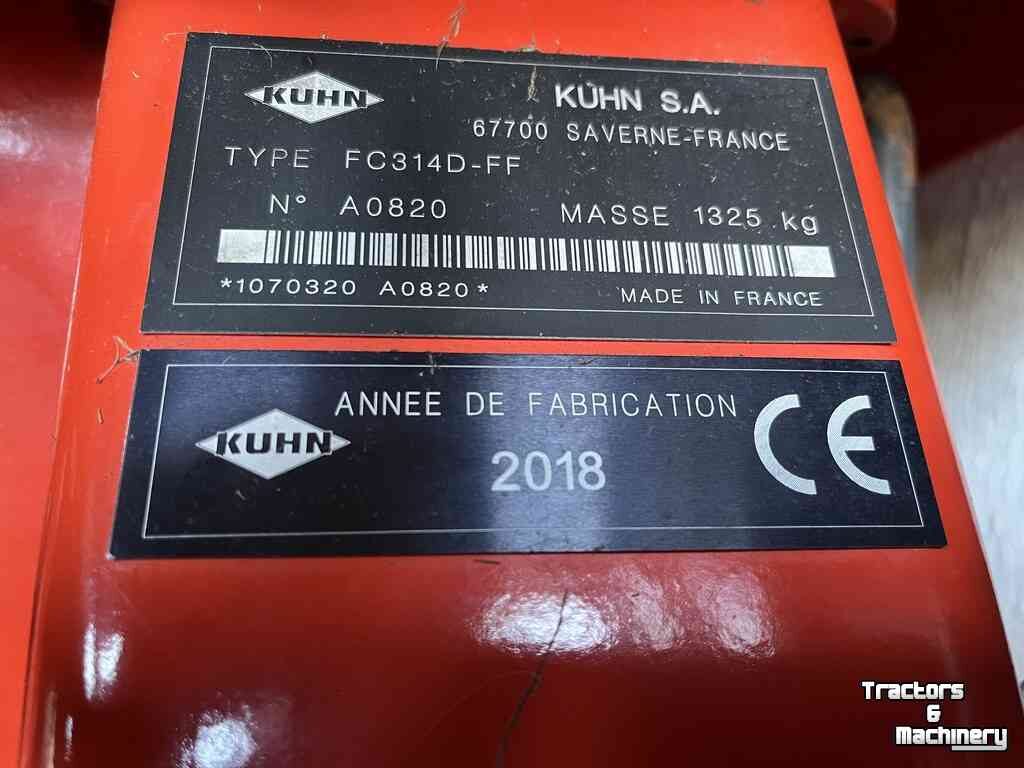 KUHN
KUHN S.A.
67700 SAVERNE-FRANCE
TYPE FC314D-FF
N° A0820 MASSE 1325 kg
*1070320 A0820*
MADE IN FRANCE
ANNEE DE FABRICATION
KUHN
2018
CE
Tractors
&
Machinery